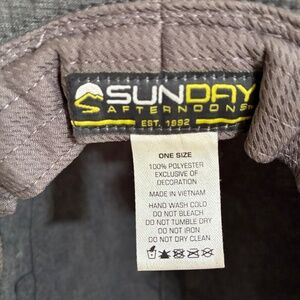 SUNDAY
AFTERNOONS
EST. 1992
ONE SIZE
100% POLYESTER
EXCLUSIVE OF
DECORATION
MADE IN VIETNAM
HAND WASH COLD
DO NOT BLEACH
DO NOT TUMBLE DRY
DO NOT IRON
DO NOT DRY CLEAN